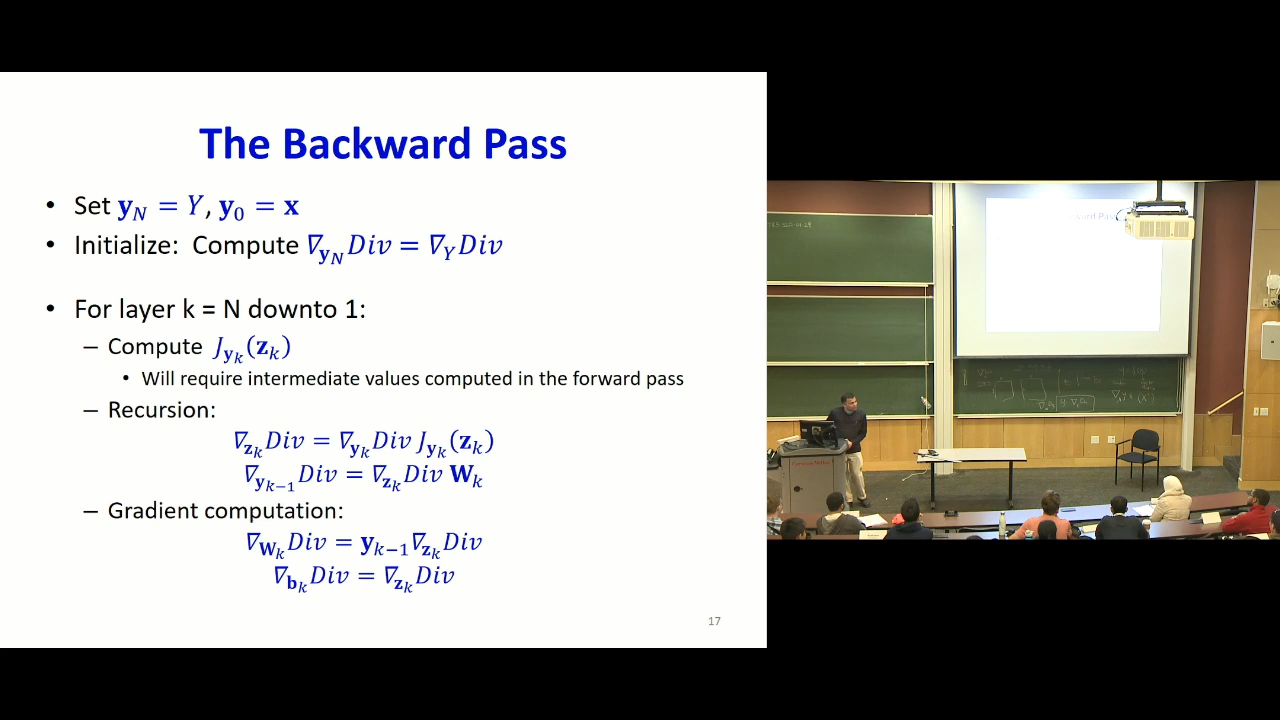 The Backward Pass
• Set y_N = Y, y_0 = x
• Initialize: Compute ∇_{y_N} Div = ∇_Y Div
• For layer k = N downto 1:
– Compute J_{y_k}(z_k)
• Will require intermediate values computed in the forward pass
– Recursion:
∇_{z_k} Div = ∇_{y_k} Div J_{y_k}(z_k)
∇_{y_{k−1}} Div = ∇_{z_k} Div W_k
– Gradient computation:
∇_{W_k} Div = y_{k−1} ∇_{z_k} Div
∇_{b_k} Div = ∇_{z_k} Div
17